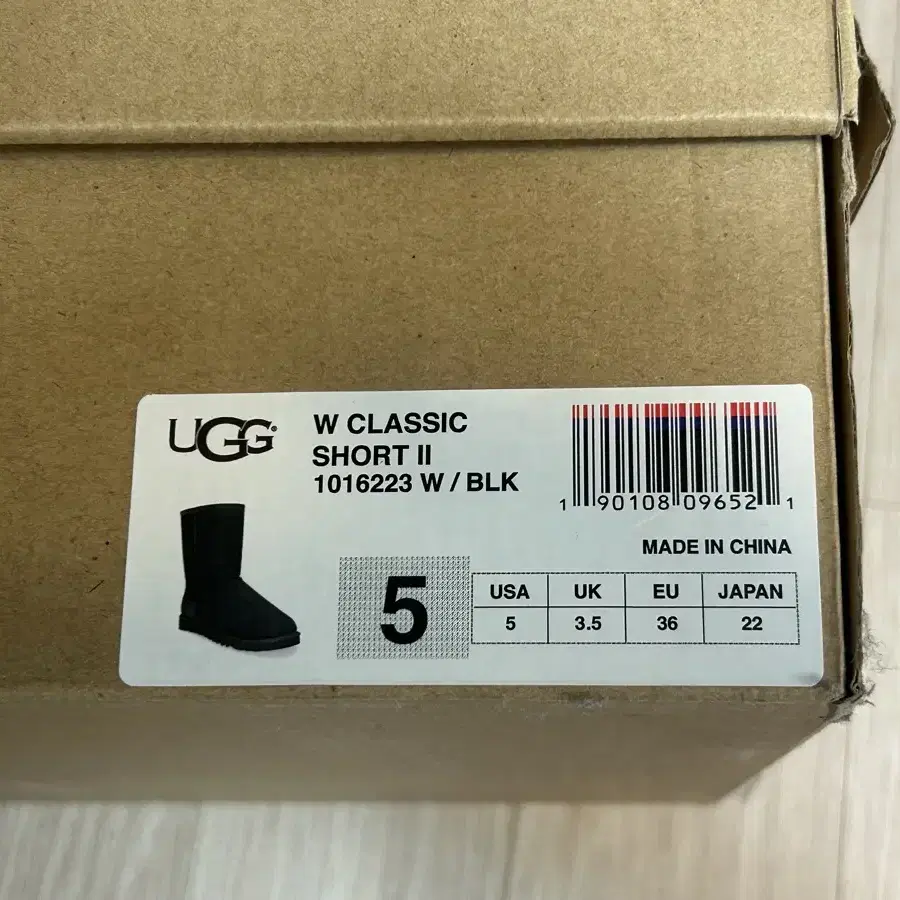 UGG®
W CLASSIC
SHORT II
1016223 W / BLK
1 90108 09652 1
MADE IN CHINA
5
USA UK EU JAPAN
5 3.5 36 22